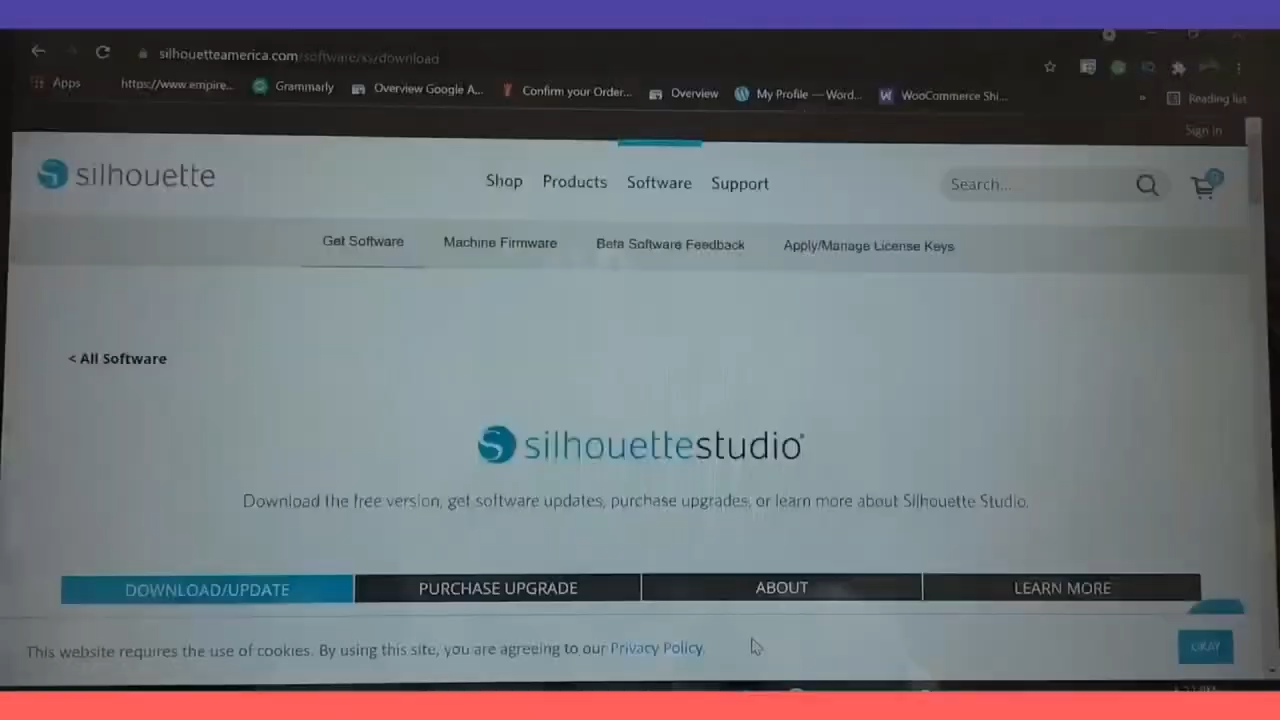 silhouetteamerica.com/software/ss/download
Apps https://www.empire... Grammarly Overview Google A... Confirm your Order... Overview My Profile — Word... WooCommerce Shi... » Reading list
Sign In
silhouette Shop Products Software Support Search... 0
Get Software Machine Firmware Beta Software Feedback Apply/Manage License Keys
< All Software
silhouettestudio®
Download the free version, get software updates, purchase upgrades, or learn more about Silhouette Studio.
DOWNLOAD/UPDATE PURCHASE UPGRADE ABOUT LEARN MORE
This website requires the use of cookies. By using this site, you are agreeing to our Privacy Policy. OKAY